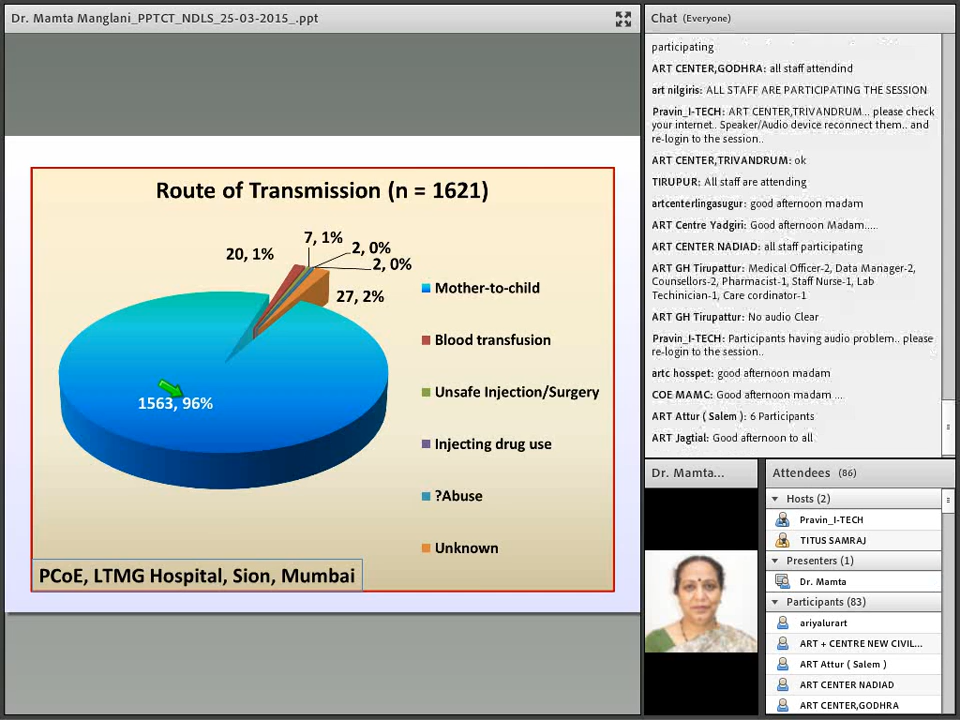 Dr. Mamta Manglani_PPTCT_NDLS_25-03-2015_.ppt
Route of Transmission (n = 1621)
20, 1%
7, 1%
2, 0%
2, 0%
27, 2%
1563, 96%
Mother-to-child
Blood transfusion
Unsafe Injection/Surgery
Injecting drug use
?Abuse
Unknown
PCoE, LTMG Hospital, Sion, Mumbai
Chat (Everyone)
participating
ART CENTER,GODHRA: all staff attendind
art nilgiris: ALL STAFF ARE PARTICIPATING THE SESSION
Pravin_I-TECH: ART CENTER,TRIVANDRUM... please check
your internet.. Speaker/Audio device reconnect them.. and
re-login to the session..
ART CENTER,TRIVANDRUM: ok
TIRUPUR: All staff are attending
artcenterlingasugur: good afternoon madam
ART Centre Yadgiri: Good afternoon Madam.....
ART CENTER NADIAD: all staff participating
ART GH Tirupattur: Medical Officer-2, Data Manager-2,
Counsellors-2, Pharmacist-1, Staff Nurse-1, Lab
Techinician-1, Care cordinator-1
ART GH Tirupattur: No audio Clear
Pravin_I-TECH: Participants having audio problem.. please
re-login to the session..
artc hosspet: good afternoon madam
COE MAMC: Good afternoon madam ...
ART Attur ( Salem ): 6 Participants
ART Jagtial: Good afternoon to all
Dr. Mamta...
Attendees (86)
Hosts (2)
Pravin_I-TECH
TITUS SAMRAJ
Presenters (1)
Dr. Mamta
Participants (83)
ariyalurart
ART + CENTRE NEW CIVIL...
ART Attur ( Salem )
ART CENTER NADIAD
ART CENTER,GODHRA